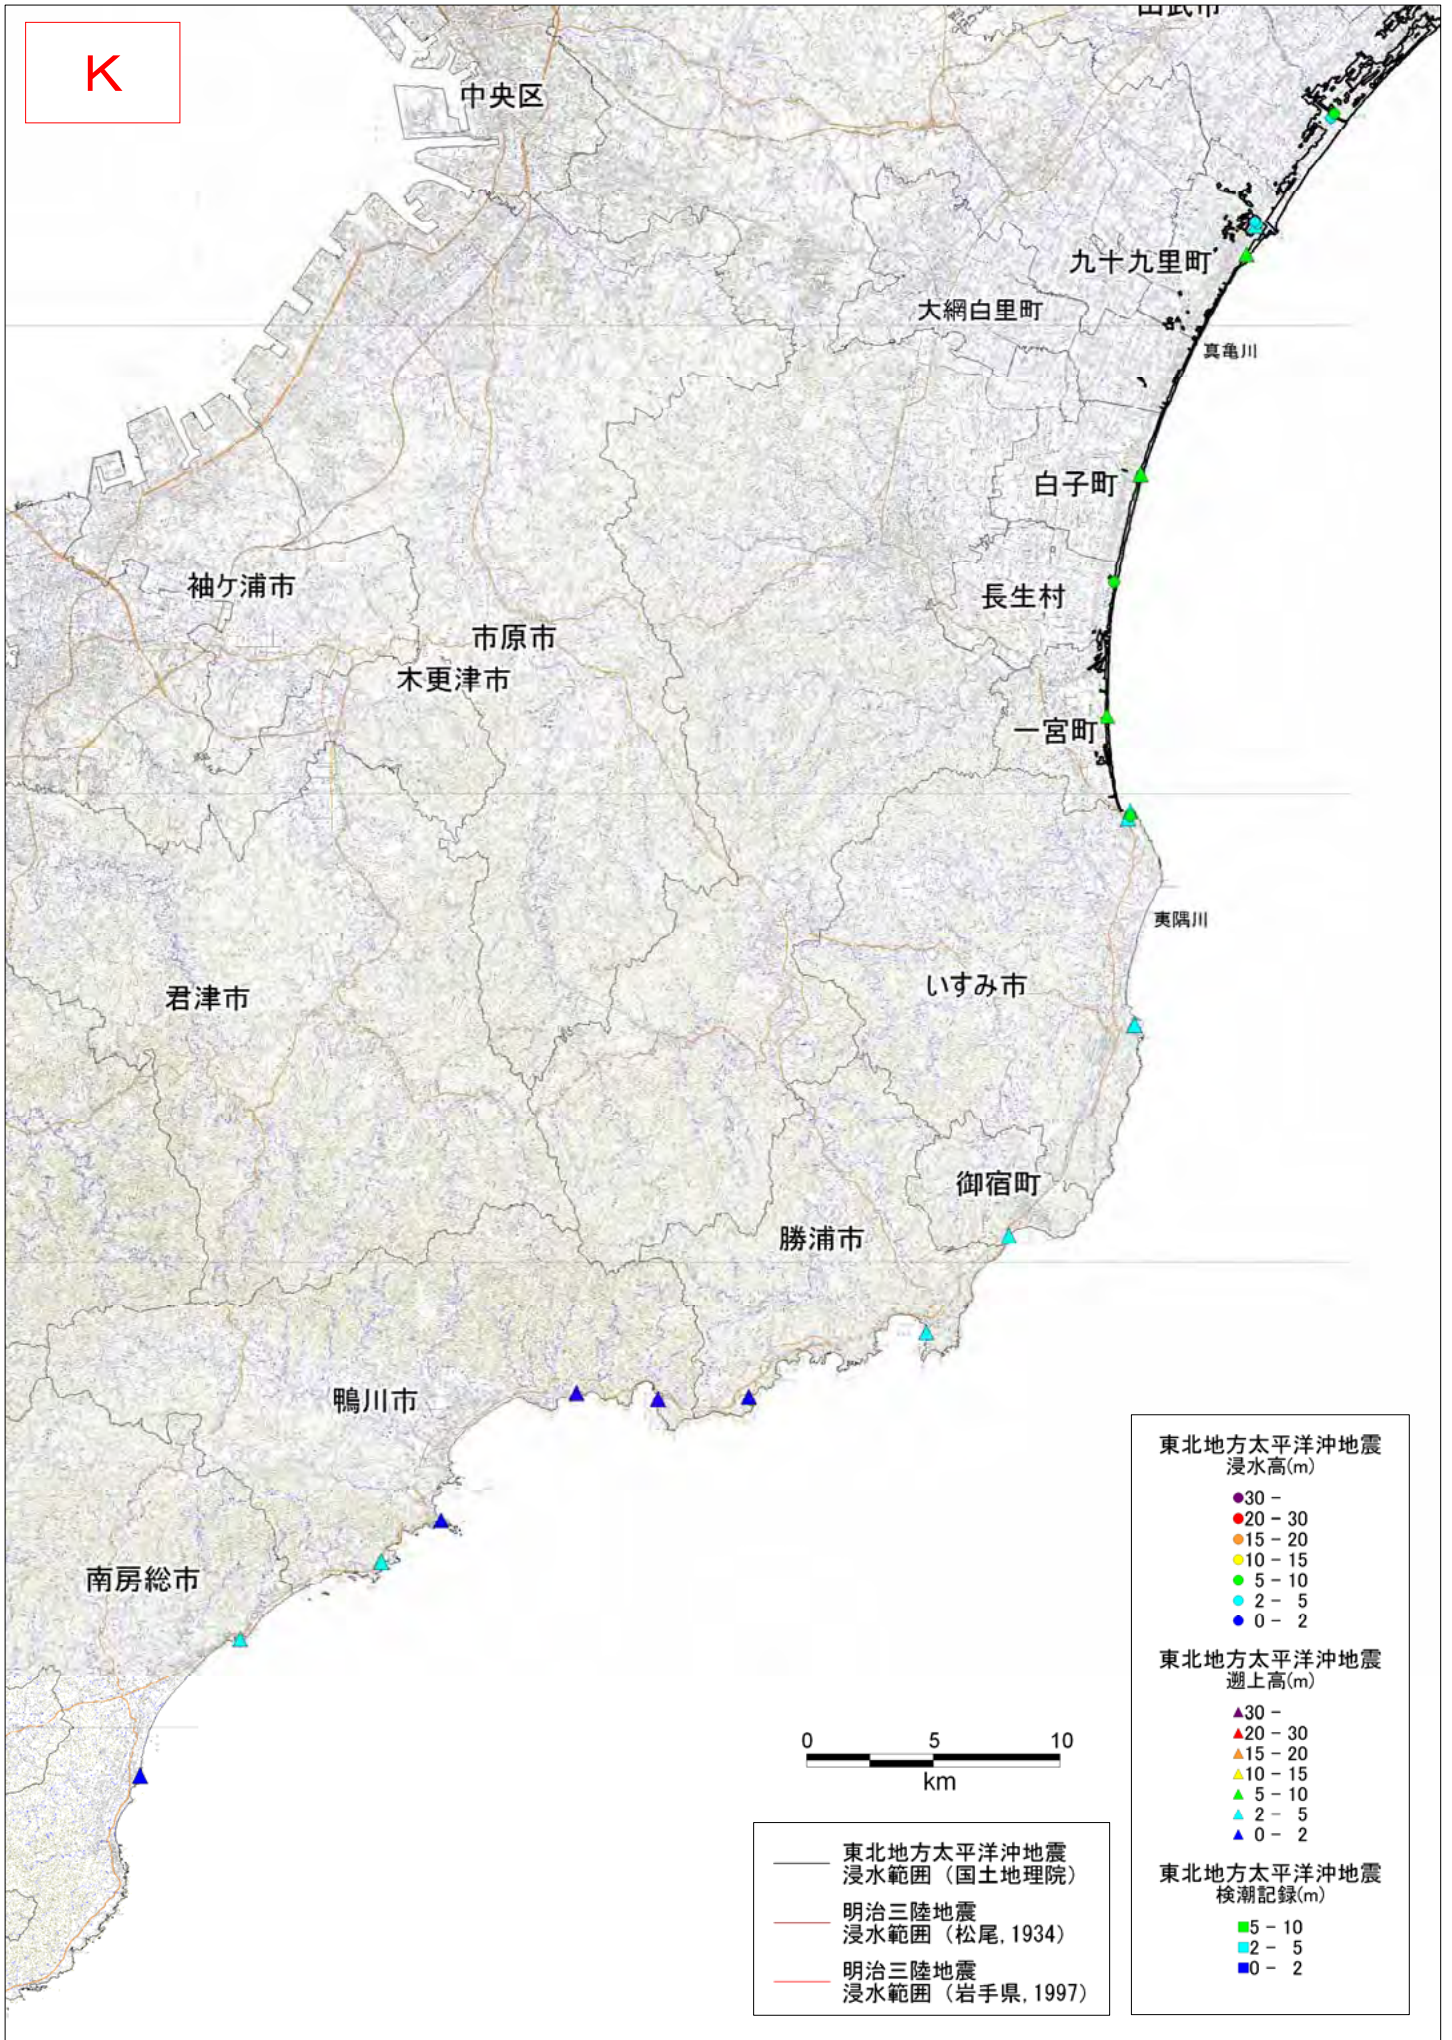 K
山武市
中央区
九十九里町
大網白里町
真亀川
白子町
袖ケ浦市
長生村
市原市
木更津市
一宮町
夷隅川
いすみ市
君津市
御宿町
勝浦市
鴨川市
南房総市
0 5 10
km
東北地方太平洋沖地震
浸水範囲（国土地理院）
明治三陸地震
浸水範囲（松尾, 1934）
明治三陸地震
浸水範囲（岩手県, 1997）
東北地方太平洋沖地震
浸水高(m)
30 -
20 - 30
15 - 20
10 - 15
5 - 10
2 - 5
0 - 2
東北地方太平洋沖地震
遡上高(m)
30 -
20 - 30
15 - 20
10 - 15
5 - 10
2 - 5
0 - 2
東北地方太平洋沖地震
検潮記録(m)
5 - 10
2 - 5
0 - 2